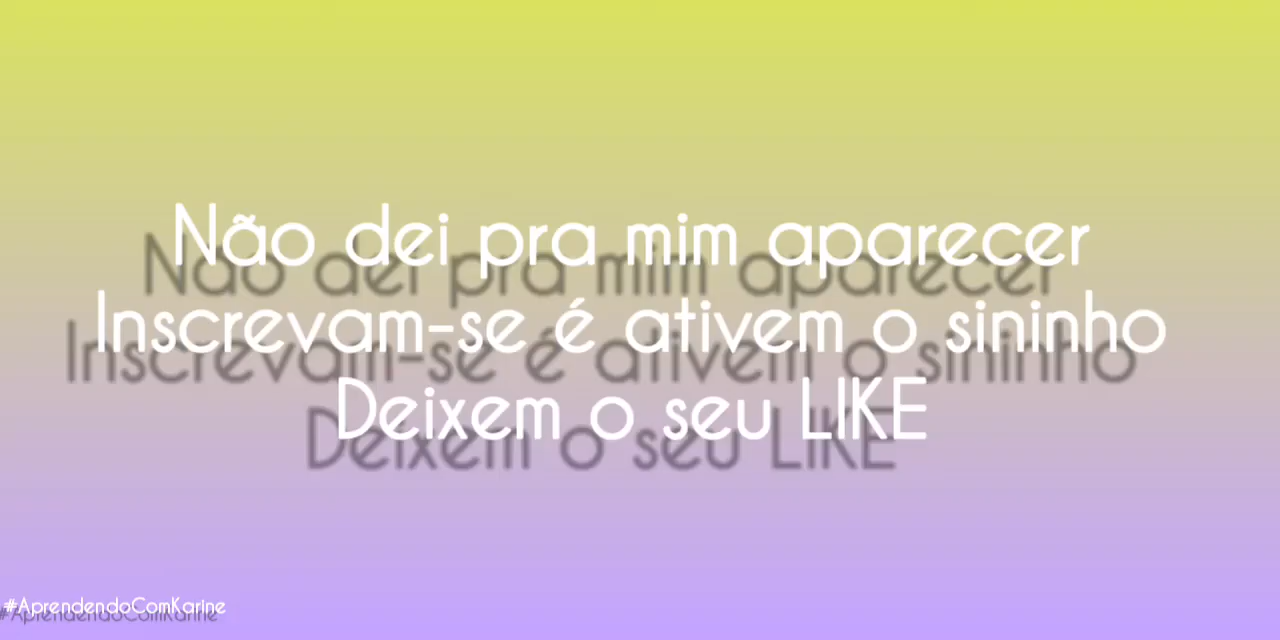 Não dei pra mim aparecer
Inscrevam-se é ativem o sininho
Deixem o seu LIKE
#AprendendoComKarine